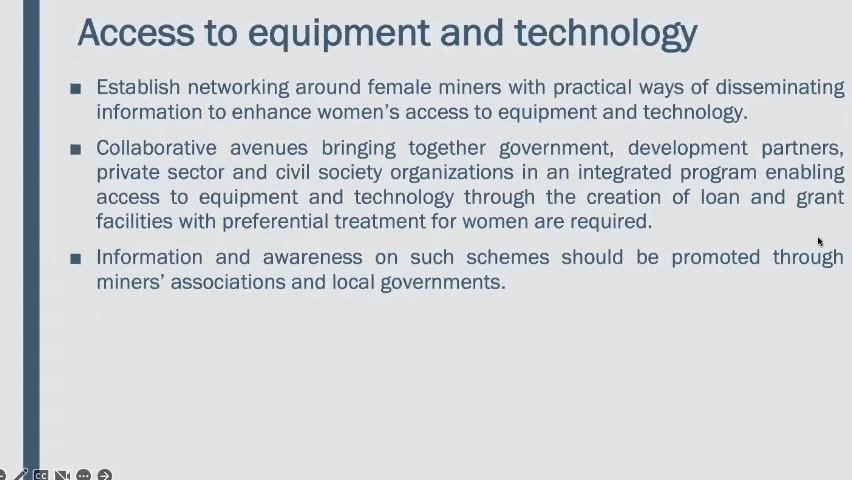 Access to equipment and technology
■ Establish networking around female miners with practical ways of disseminating
information to enhance women's access to equipment and technology.
■ Collaborative avenues bringing together government, development partners,
private sector and civil society organizations in an integrated program enabling
access to equipment and technology through the creation of loan and grant
facilities with preferential treatment for women are required.
■ Information and awareness on such schemes should be promoted through
miners' associations and local governments.
CC